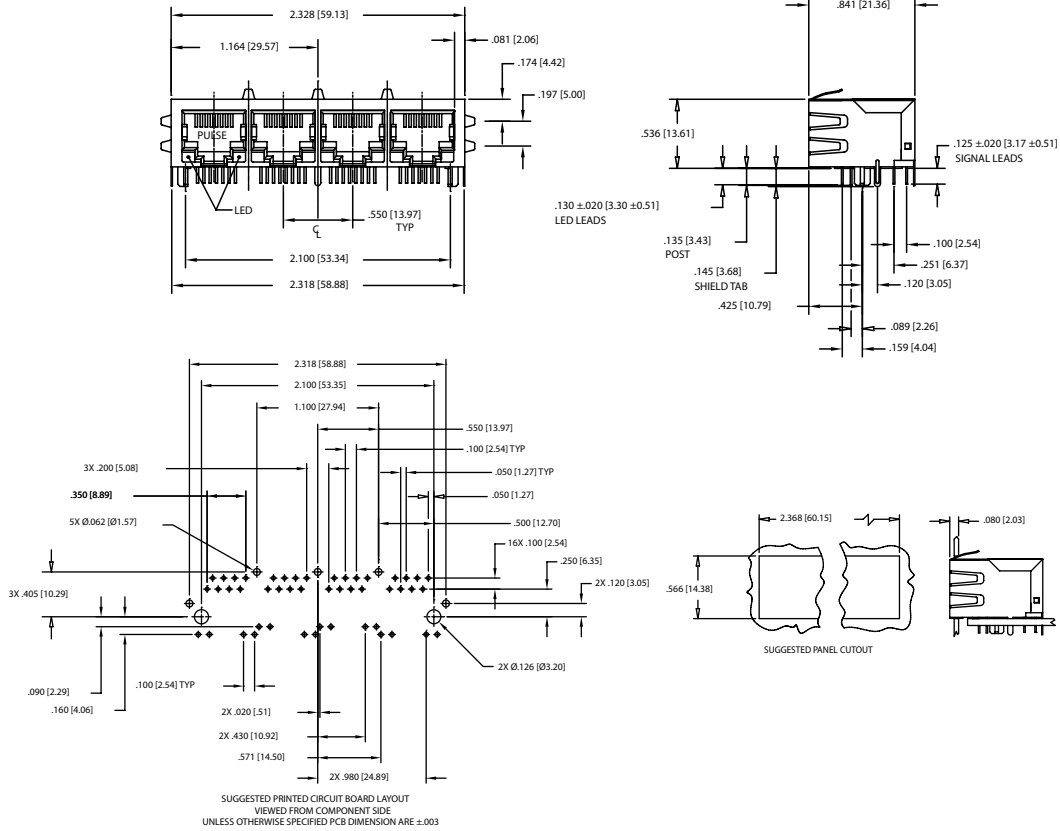 2.328 [59.13]
1.164 [29.57]
.081 [2.06]
.174 [4.42]
.197 [5.00]
PULSE
LED
.550 [13.97]
TYP
CL
2.100 [53.34]
2.318 [58.88]
.841 [21.36]
.536 [13.61]
.125 ±.020 [3.17 ±0.51]
SIGNAL LEADS
.130 ±.020 [3.30 ±0.51]
LED LEADS
.135 [3.43]
POST
.145 [3.68]
SHIELD TAB
.425 [10.79]
.100 [2.54]
.251 [6.37]
.120 [3.05]
.089 [2.26]
.159 [4.04]
2.318 [58.88]
2.100 [53.35]
1.100 [27.94]
.550 [13.97]
.100 [2.54] TYP
3X .200 [5.08]
.050 [1.27] TYP
.350 [8.89]
.050 [1.27]
5X Ø.062 [Ø1.57]
.500 [12.70]
16X .100 [2.54]
.250 [6.35]
2X .120 [3.05]
3X .405 [10.29]
2X Ø.126 [Ø3.20]
.090 [2.29]
.100 [2.54] TYP
.160 [4.06]
2X .020 [.51]
2X .430 [10.92]
.571 [14.50]
2X .980 [24.89]
SUGGESTED PRINTED CIRCUIT BOARD LAYOUT
VIEWED FROM COMPONENT SIDE
UNLESS OTHERWISE SPECIFIED PCB DIMENSION ARE ±.003
2.368 [60.15]
.080 [2.03]
.566 [14.38]
SUGGESTED PANEL CUTOUT